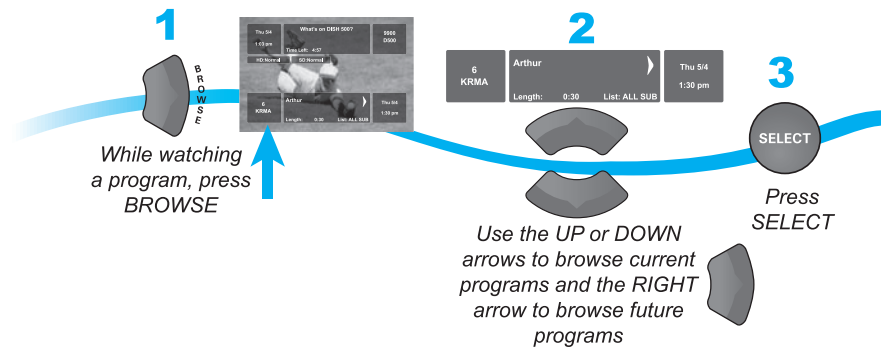 1
BROWSE
While watching
a program, press
BROWSE
Thu 5/4
1:03 pm
What's on DISH 500?
Time Left: 4:57
9900
D500
HD:Normal
SD:Normal
6
KRMA
Arthur
Length: 0:30 List: ALL SUB
Thu 5/4
1:30 pm
2
6
KRMA
Arthur
Length: 0:30 List: ALL SUB
Thu 5/4
1:30 pm
Use the UP or DOWN
arrows to browse current
programs and the RIGHT
arrow to browse future
programs
3
SELECT
Press
SELECT